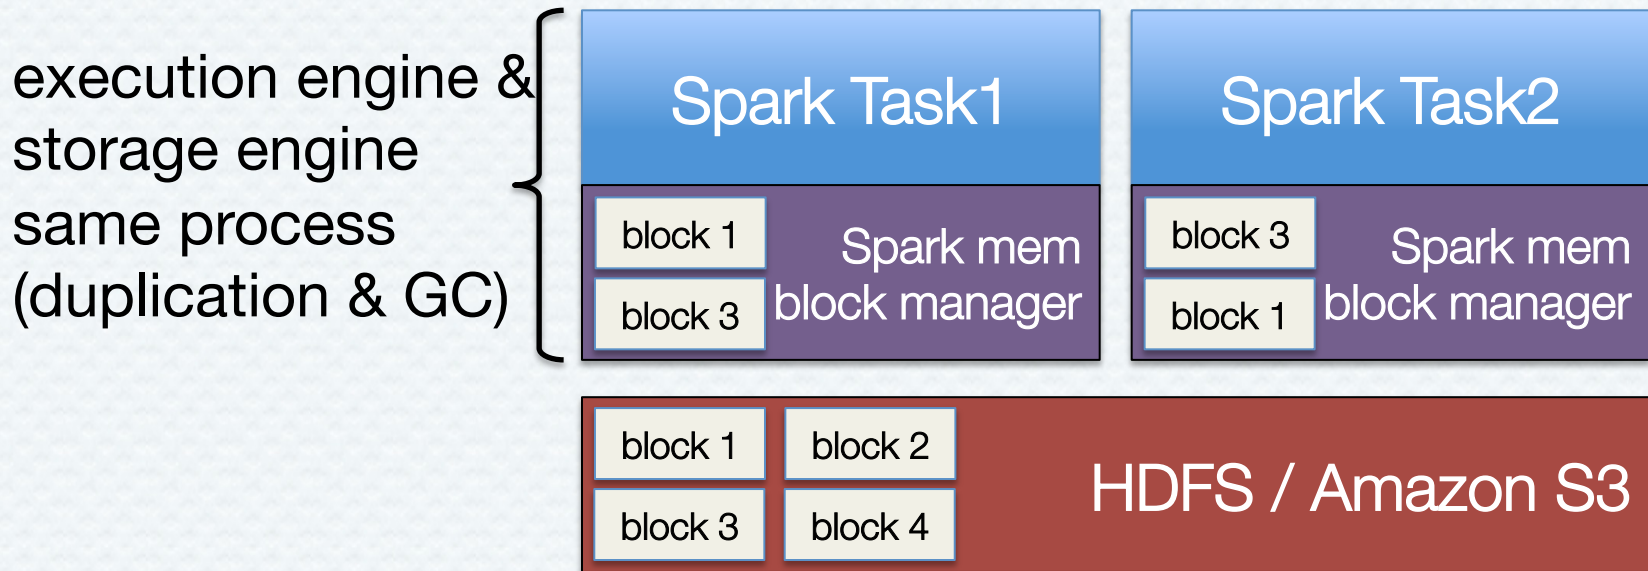 execution engine &
storage engine
same process
(duplication & GC)
Spark Task1
block 1
block 3
Spark mem
block manager
Spark Task2
block 3
block 1
Spark mem
block manager
block 1
block 2
block 3
block 4
HDFS / Amazon S3